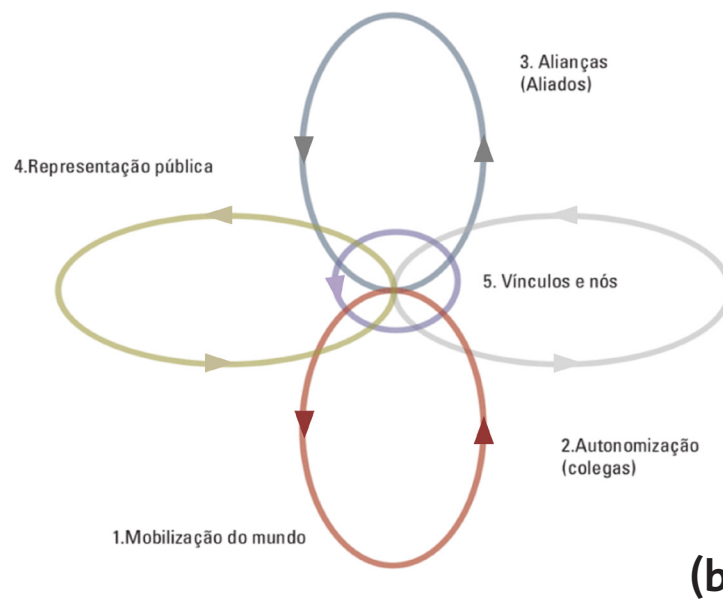 3. Alianças
(Aliados)
4.Representação pública
5. Vínculos e nós
2.Autonomização
(colegas)
1.Mobilização do mundo
(b